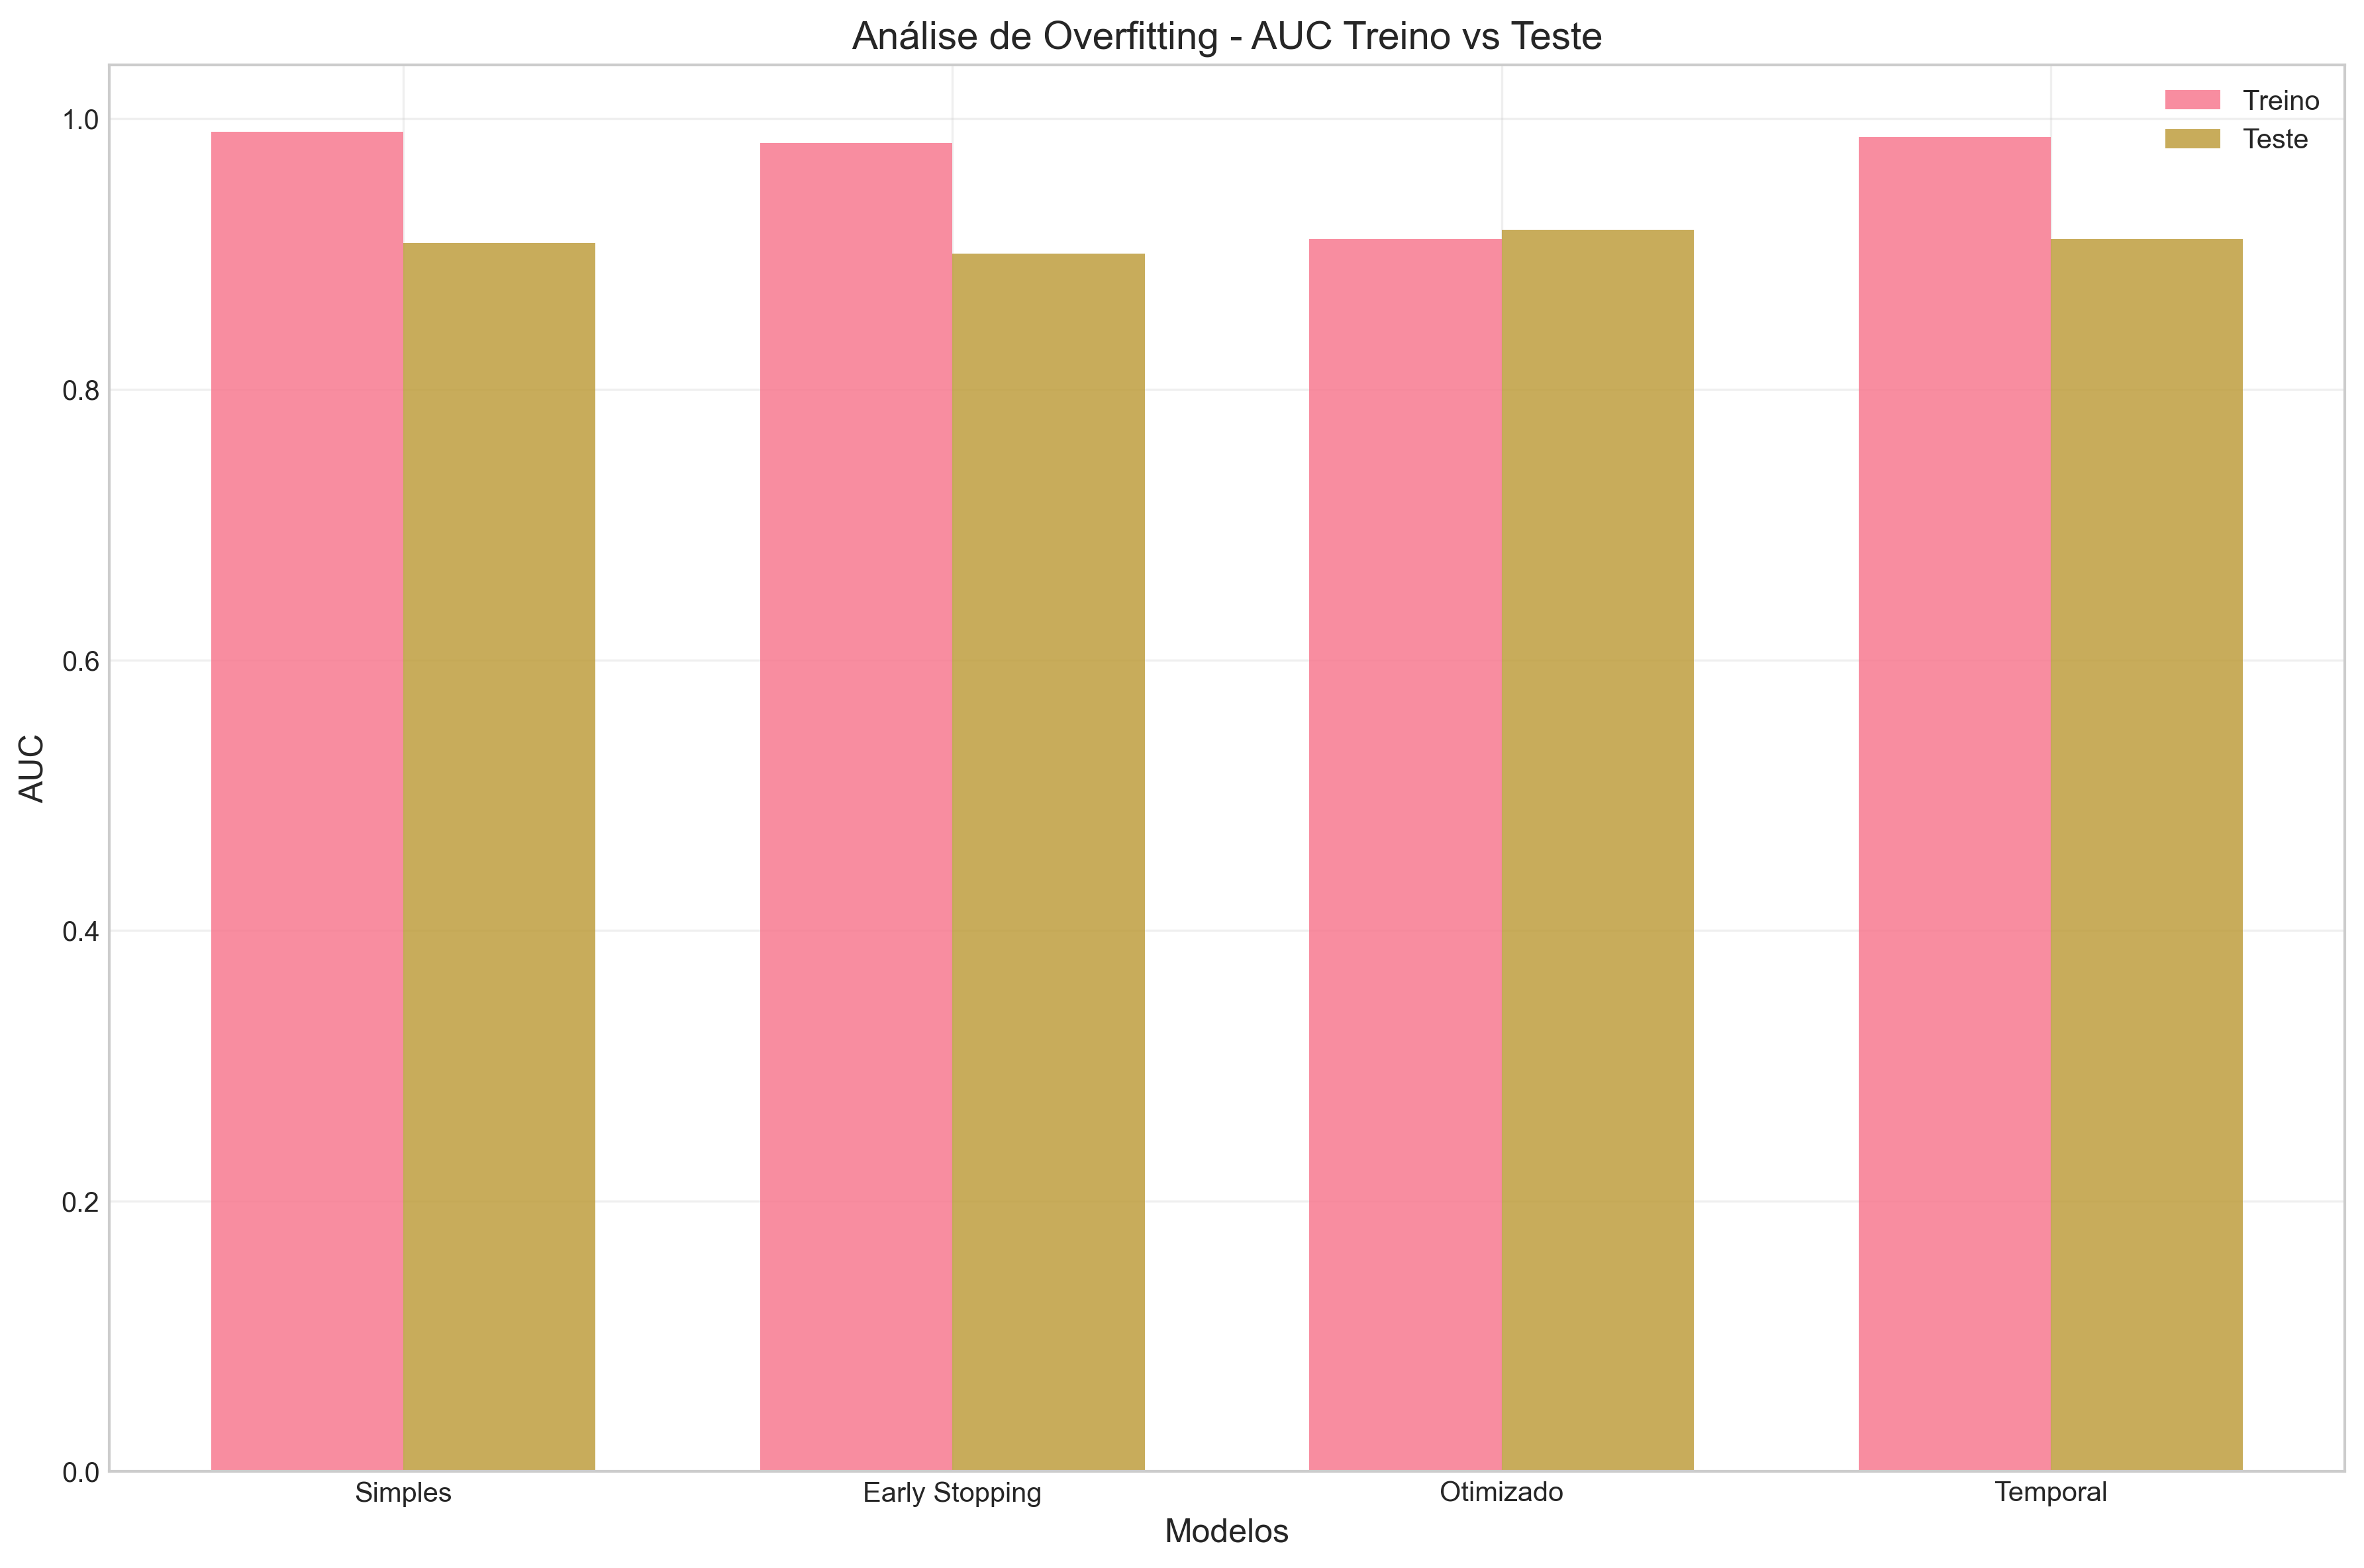 Análise de Overfitting - AUC Treino vs Teste
Treino
Teste
1.0
0.8
0.6
0.4
0.2
0.0
AUC
Simples
Early Stopping
Otimizado
Temporal
Modelos